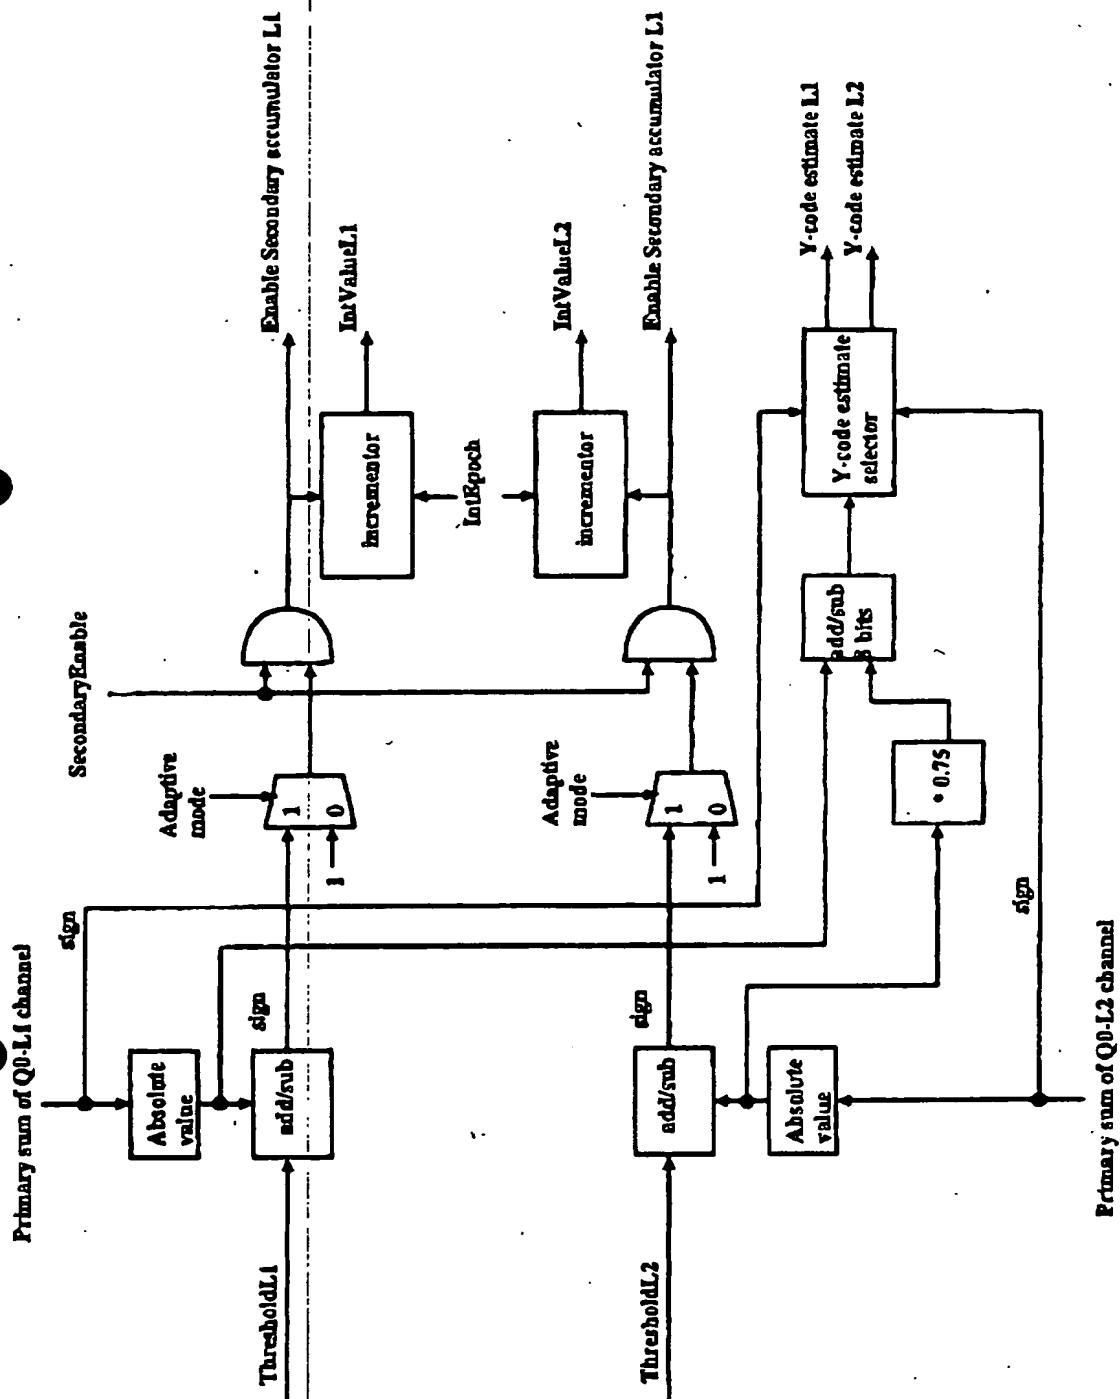 Primary sum of Q0-L1 channel
sign
Absolute
value
add/sub
sign
ThresholdL1
Adaptive
mode
1
0
1
SecondaryEnable
Enable Secondary accumulator L1
incrementor
IntValueL1
IntEpoch
incrementor
IntValueL2
Enable Secondary accumulator L1
ThresholdL2
add/sub
sign
Absolute
value
Adaptive
mode
1
0
1
* 0.75
add/sub
8 bits
Y-code estimate
selector
Y-code estimate L1
Y-code estimate L2
sign
Primary sum of Q0-L2 channel